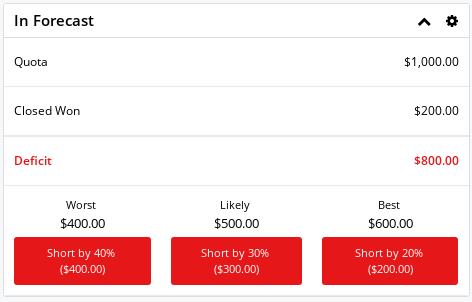 In Forecast
Quota $1,000.00
Closed Won $200.00
Deficit $800.00
Worst Likely Best
$400.00 $500.00 $600.00
Short by 40% Short by 30% Short by 20%
($400.00) ($300.00) ($200.00)